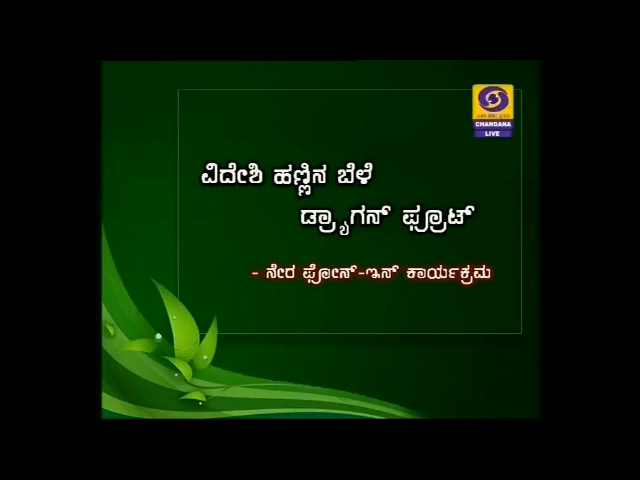 CHANDANA
LIVE
ವಿದೇಶಿ ಹಣ್ಣಿನ ಬೆಳೆ
ಡ್ರ್ಯಾಗನ್ ಫ್ರೂಟ್
- ನೇರ ಫೋನ್-ಇನ್ ಕಾರ್ಯಕ್ರಮ